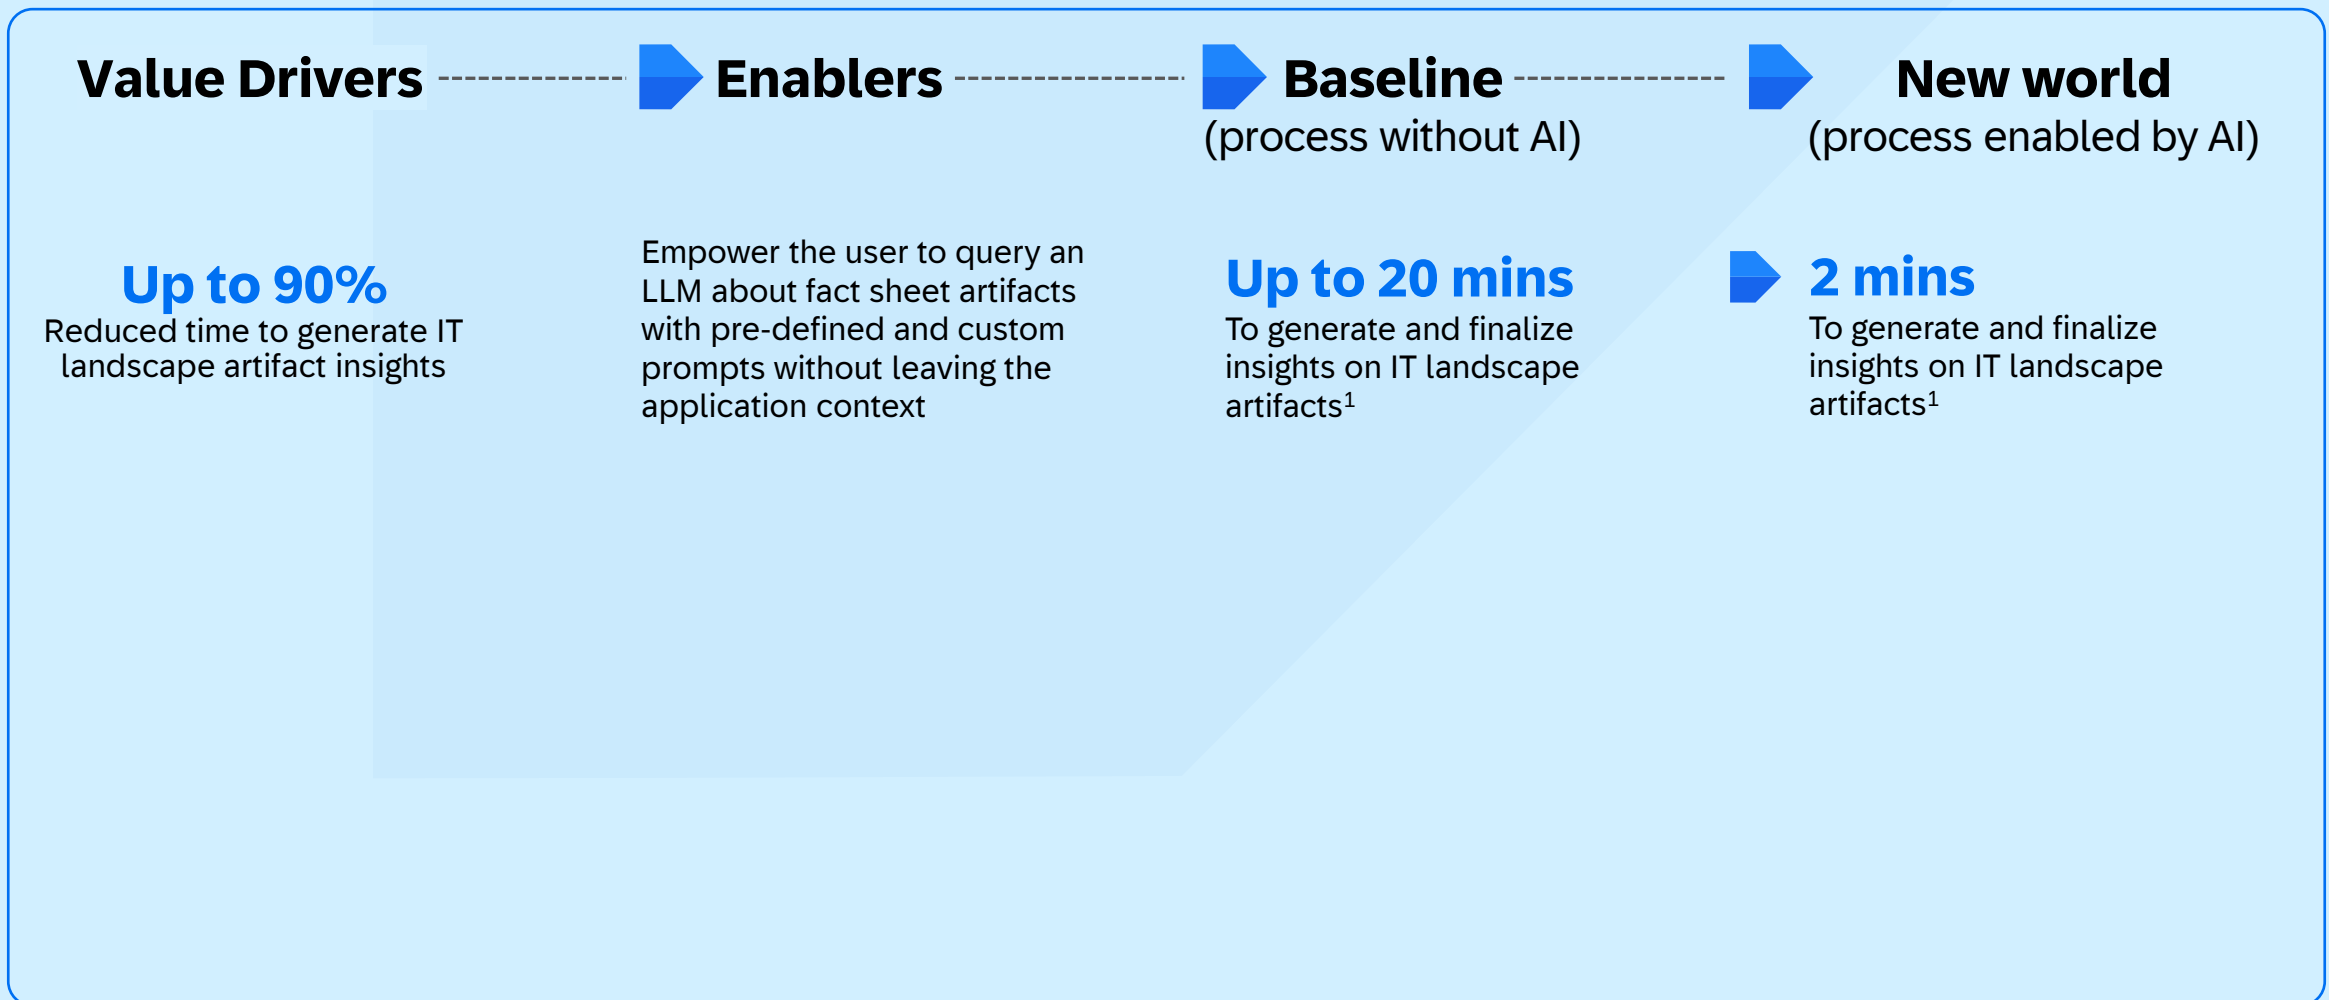 Value Drivers
Enablers
Baseline
(process without AI)
New world
(process enabled by AI)
Up to 90%
Reduced time to generate IT
landscape artifact insights
Empower the user to query an
LLM about fact sheet artifacts
with pre-defined and custom
prompts without leaving the
application context
Up to 20 mins
To generate and finalize
insights on IT landscape
artifacts¹
2 mins
To generate and finalize
insights on IT landscape
artifacts¹